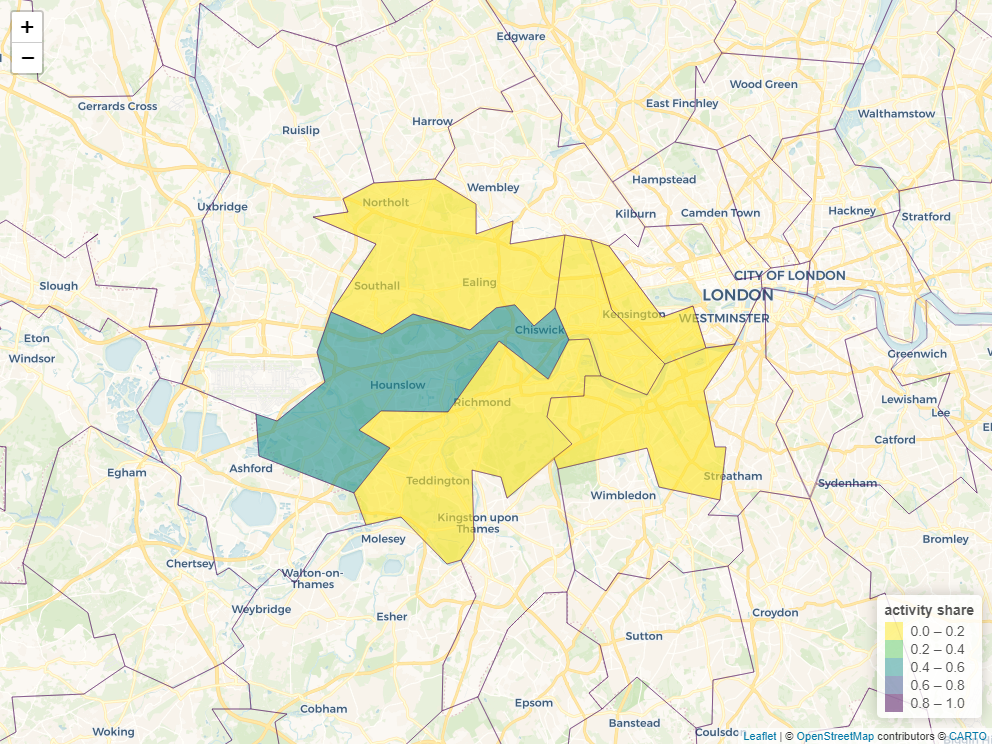 +
−
Edgware
Wood Green
East Finchley
Gerrards Cross
Walthamstow
Harrow
Ruislip
Hampstead
Wembley
Northolt
Uxbridge
Kilburn
Camden Town
Hackney
Stratford
CITY OF LONDON
Southall
Ealing
Slough
LONDON
Kensington
WESTMINSTER
Chiswick
Eton
Windsor
Greenwich
Hounslow
Richmond
Lewisham
Lee
Catford
Ashford
Egham
Teddington
Streatham
Sydenham
Wimbledon
Kingston upon
Thames
Molesey
Bromley
Chertsey
Walton-on-
Thames
Weybridge
Esher
Croydon
Sutton
Epsom
Cobham
Banstead
Woking
Coulsdo
activity share
0.0 – 0.2
0.2 – 0.4
0.4 – 0.6
0.6 – 0.8
0.8 – 1.0
Leaflet | © OpenStreetMap contributors © CARTO